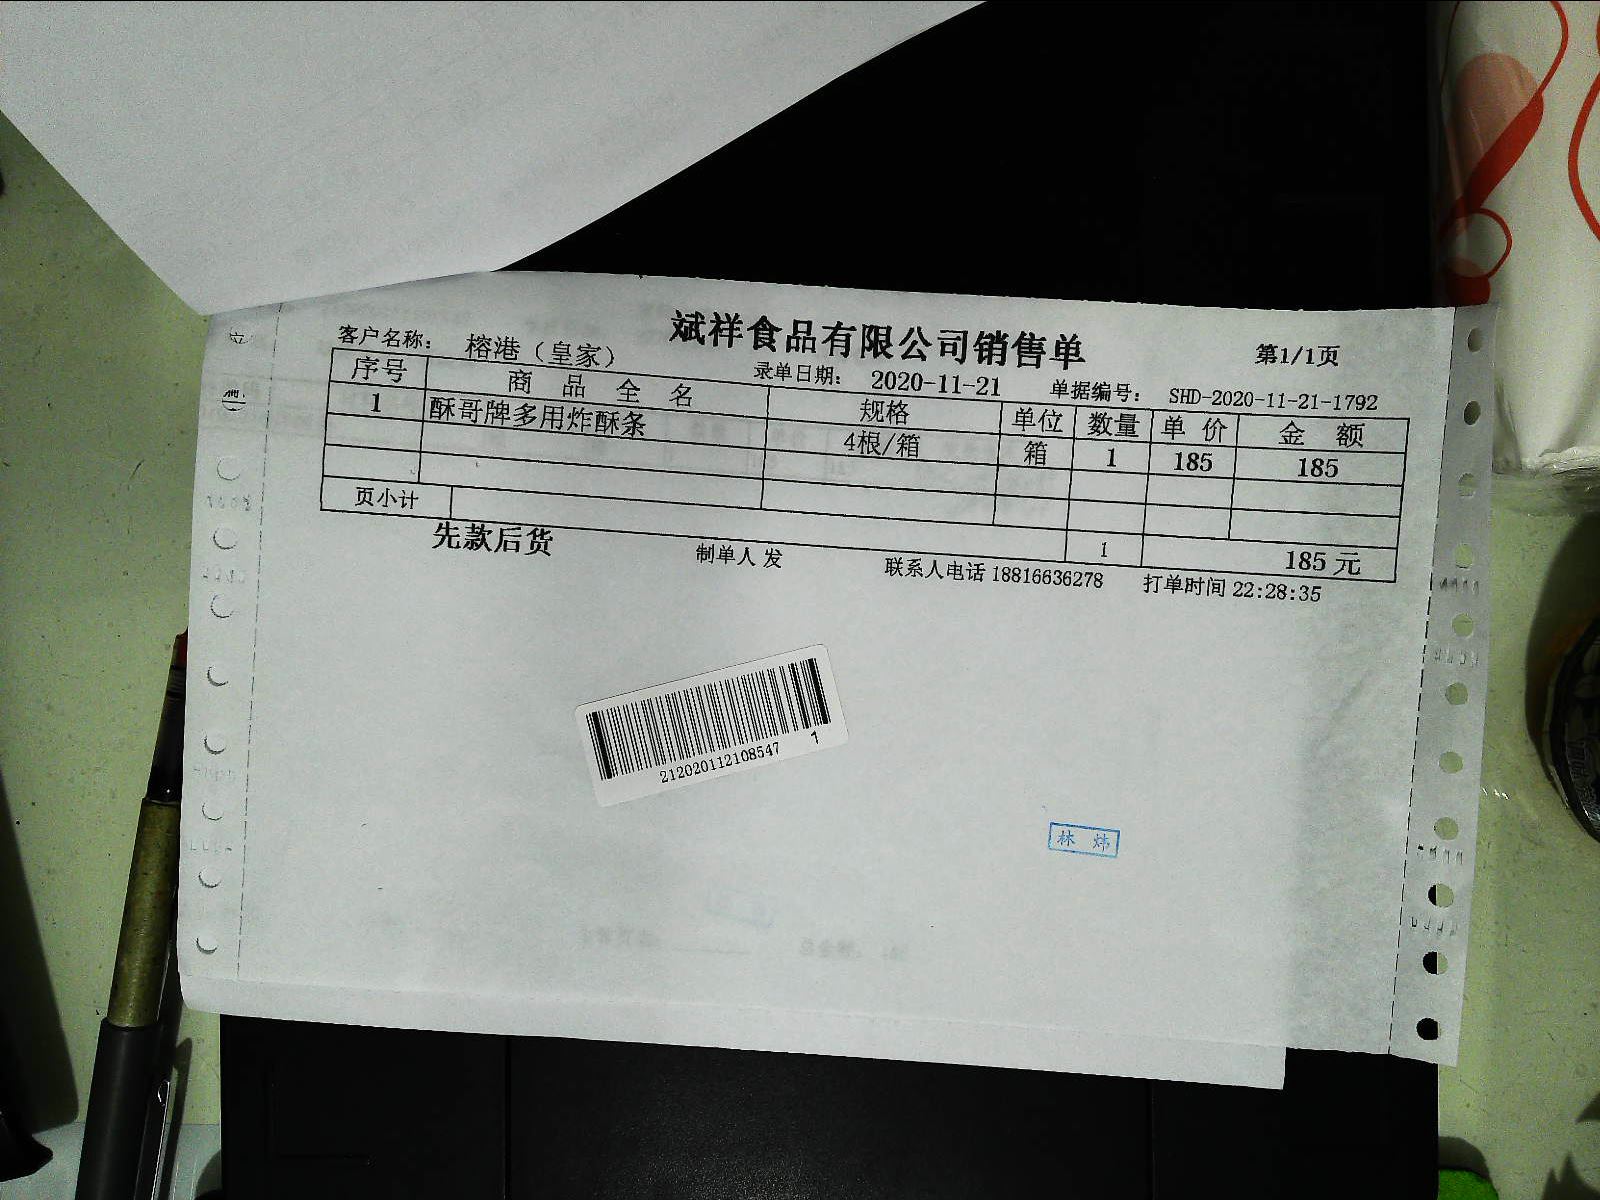 斌祥食品有限公司销售单
第1/1页
客户名称： 榕港（皇家） 录单日期： 2020-11-21 单据编号： SHD-2020-11-21-1792
序号 商 品 全 名 规格 单位 数量 单 价 金 额
1 酥哥牌多用炸酥条 4根/箱 箱 1 185 185
页小计 1 185 元
先款后货 制单人 发 联系人电话 18816636278 打单时间 22:28:35
212020112108547 1
林 炜